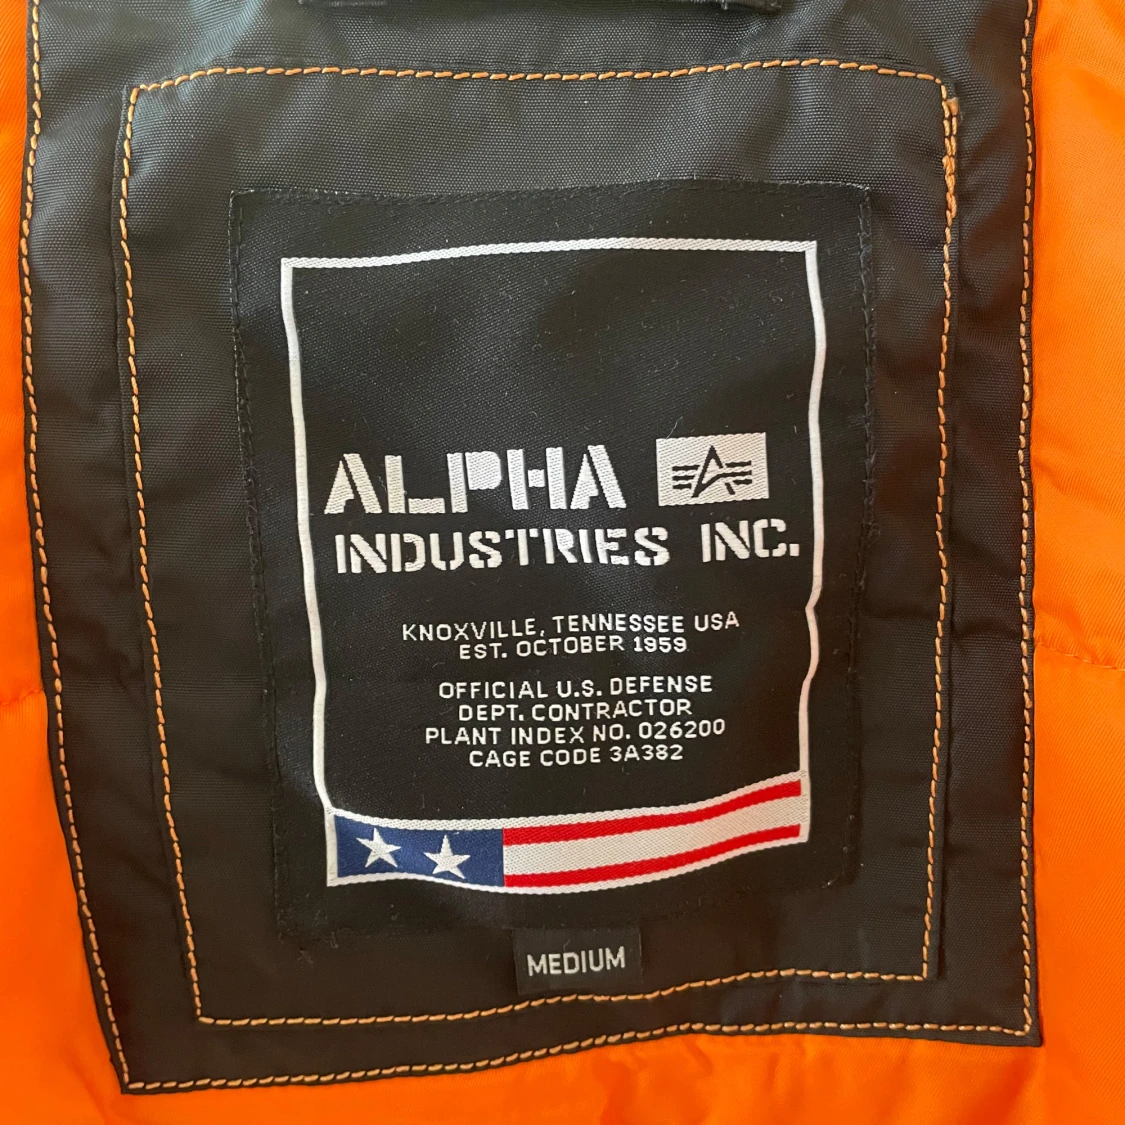 ALPHA
INDUSTRIES INC.
KNOXVILLE, TENNESSEE USA
EST. OCTOBER 1959
OFFICIAL U.S. DEFENSE
DEPT. CONTRACTOR
PLANT INDEX NO. 026200
CAGE CODE 3A382
MEDIUM